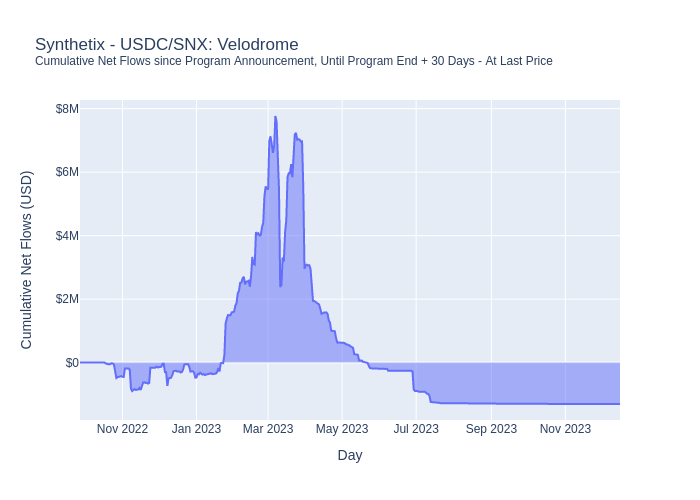 Synthetix - USDC/SNX: Velodrome
Cumulative Net Flows since Program Announcement, Until Program End + 30 Days - At Last Price
$8M
$6M
$4M
$2M
$0
Cumulative Net Flows (USD)
Nov 2022 Jan 2023 Mar 2023 May 2023 Jul 2023 Sep 2023 Nov 2023
Day